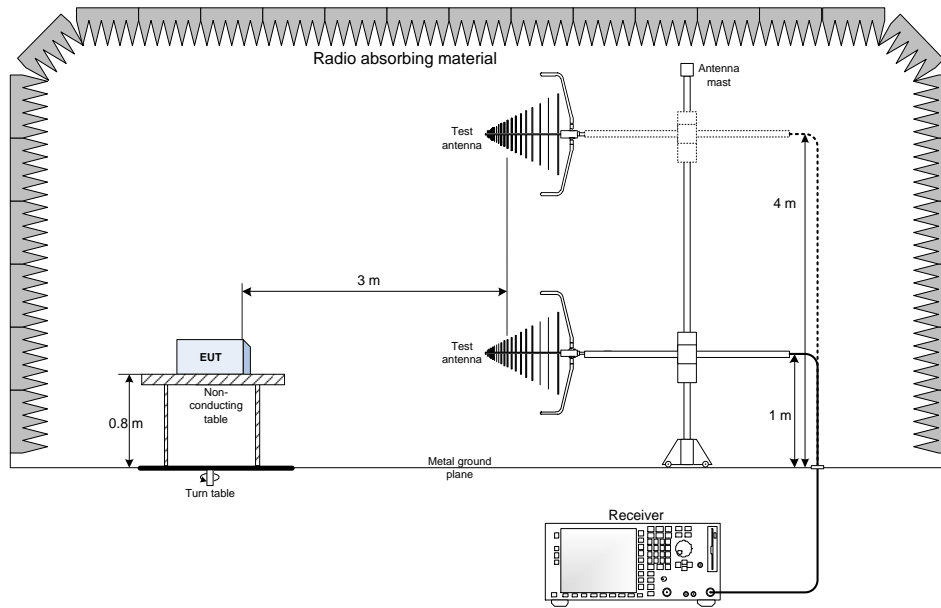 Radio absorbing material
Antenna
mast
Test
antenna
4 m
3 m
Test
antenna
EUT
Non-
conducting
table
0.8 m
1 m
Metal ground
plane
Turn table
Receiver